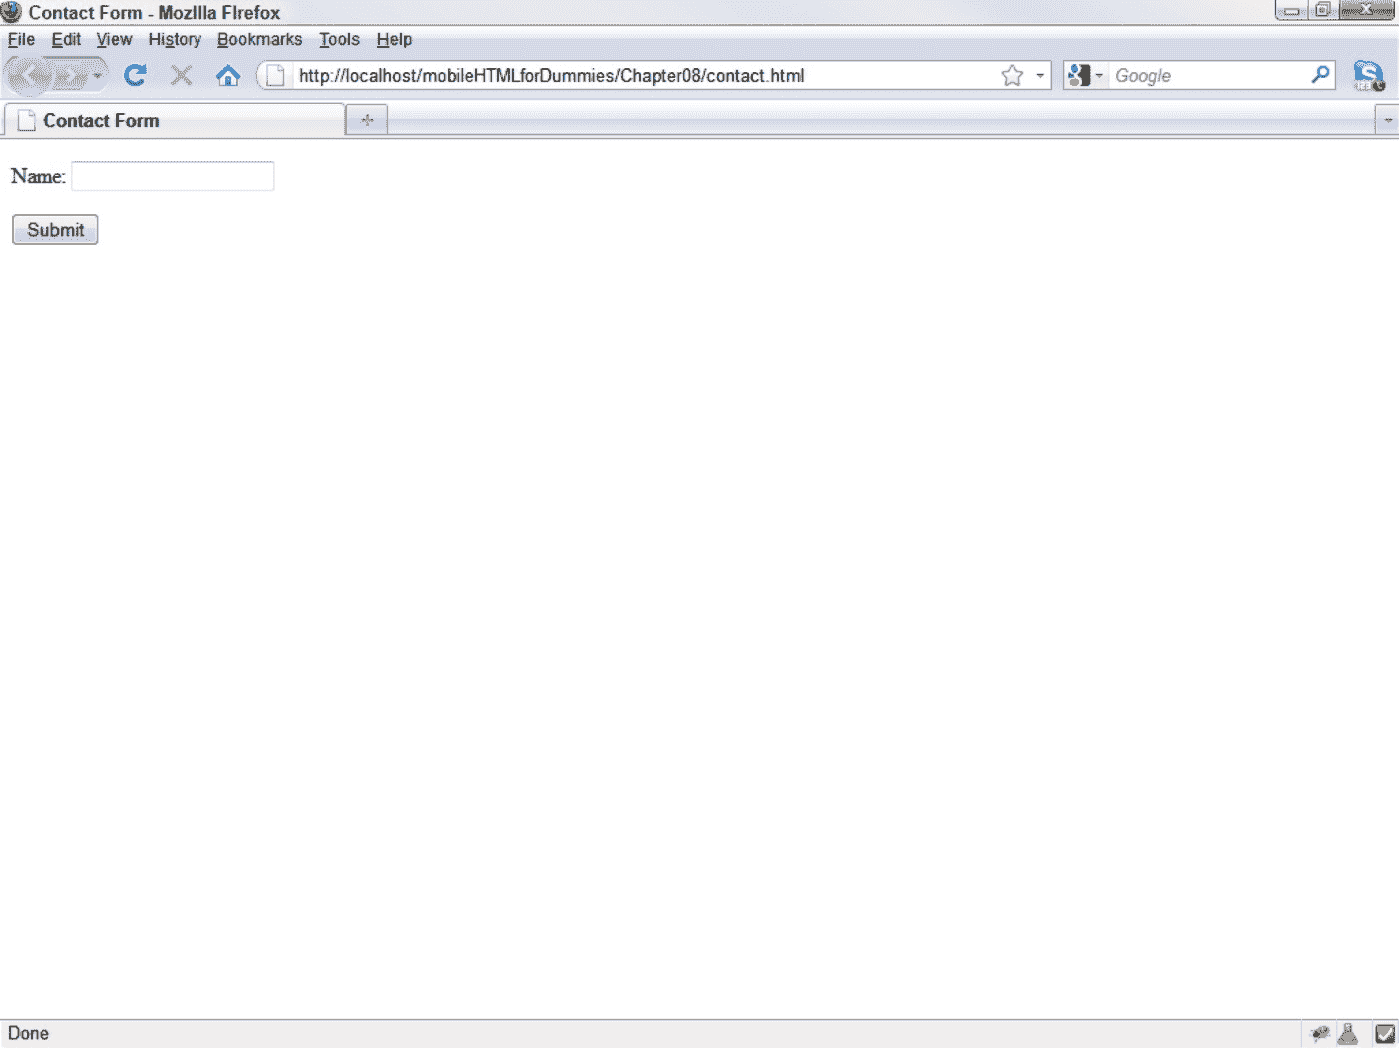 Contact Form - Mozilla Firefox
File Edit View History Bookmarks Tools Help
http://localhost/mobileHTMLforDummies/Chapter08/contact.html Google
Contact Form
Name:
Submit
Done